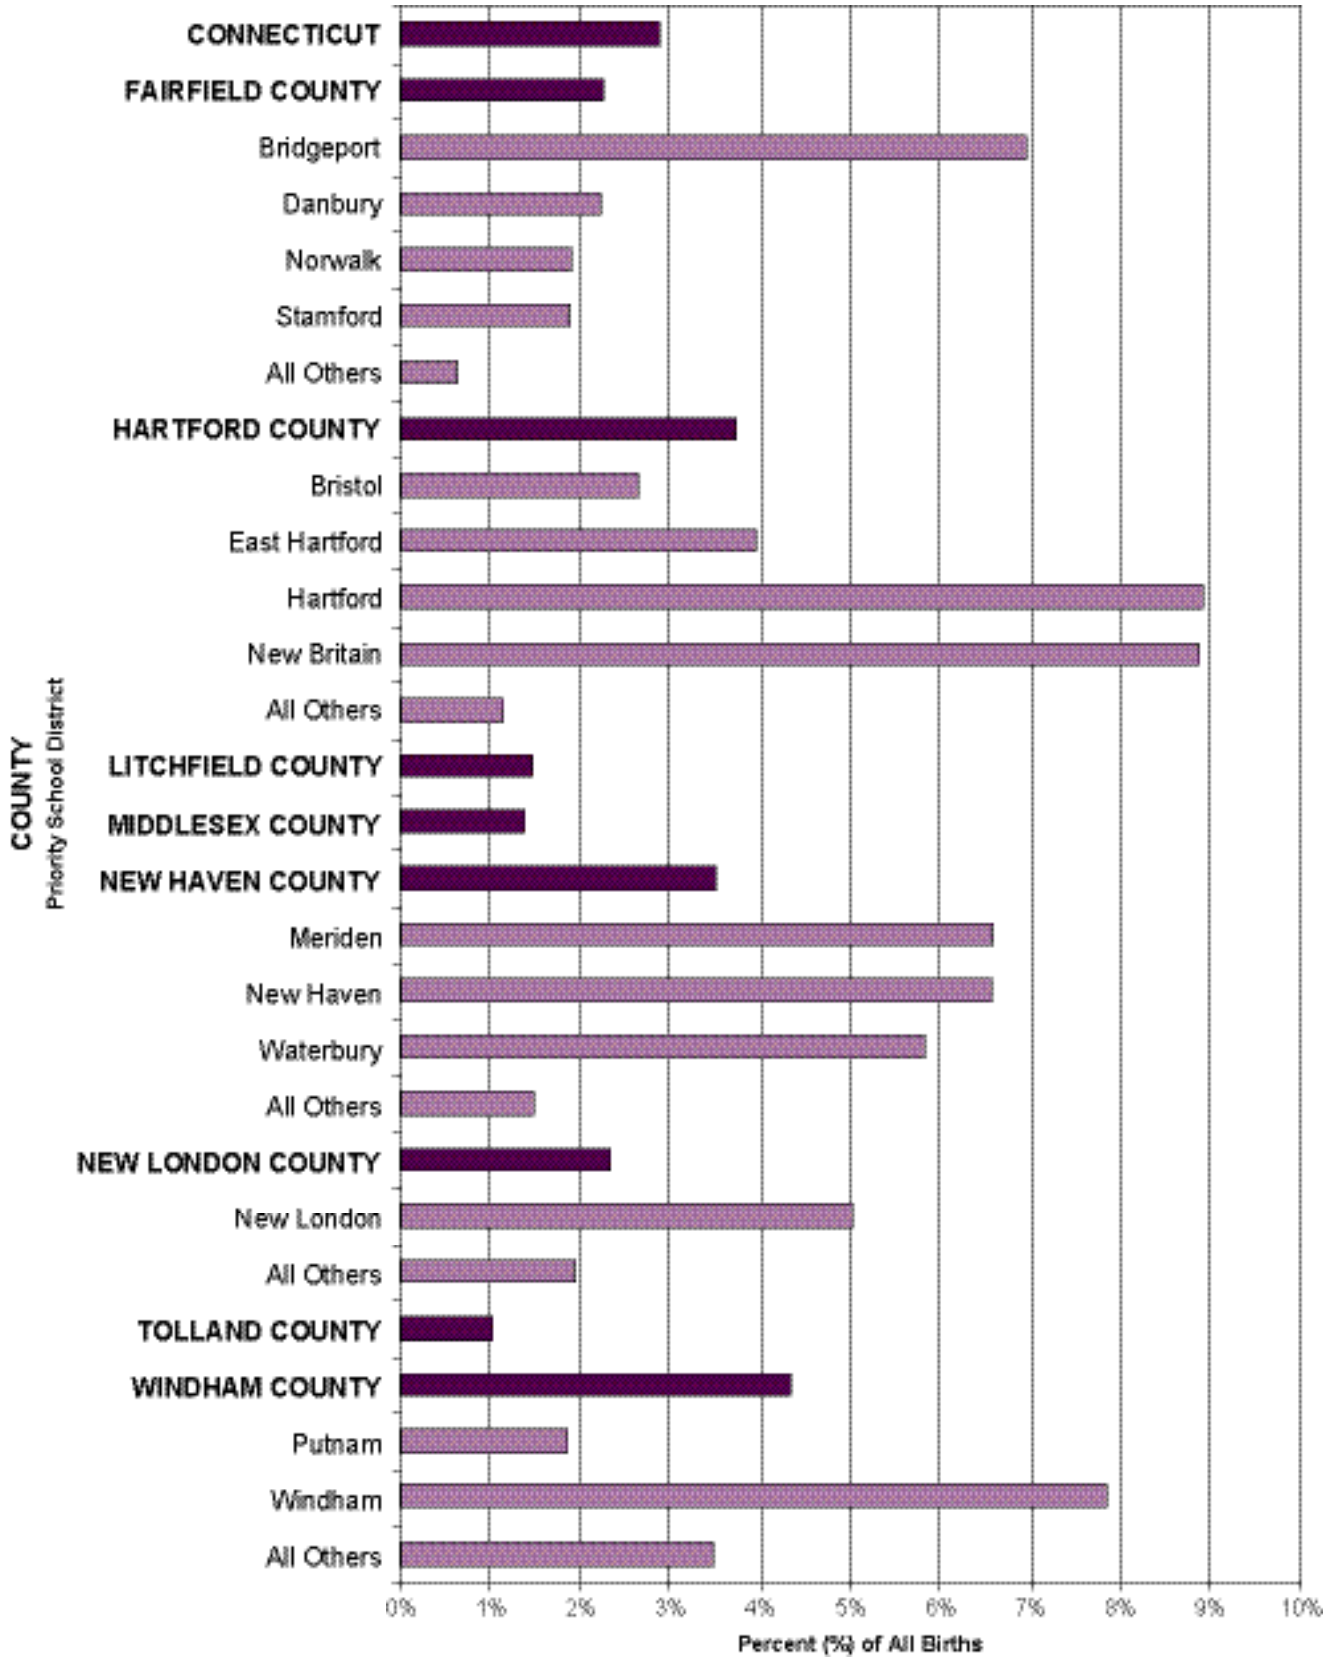 CONNECTICUT
FAIRFIELD COUNTY
Bridgeport
Danbury
Norwalk
Stamford
All Others
HARTFORD COUNTY
Bristol
East Hartford
Hartford
New Britain
All Others
LITCHFIELD COUNTY
MIDDLESEX COUNTY
NEW HAVEN COUNTY
Meriden
New Haven
Waterbury
All Others
NEW LONDON COUNTY
New London
All Others
TOLLAND COUNTY
WINDHAM COUNTY
Putnam
Windham
All Others
COUNTY
Priority School District
0% 1% 2% 3% 4% 5% 6% 7% 8% 9% 10%
Percent (%) of All Births